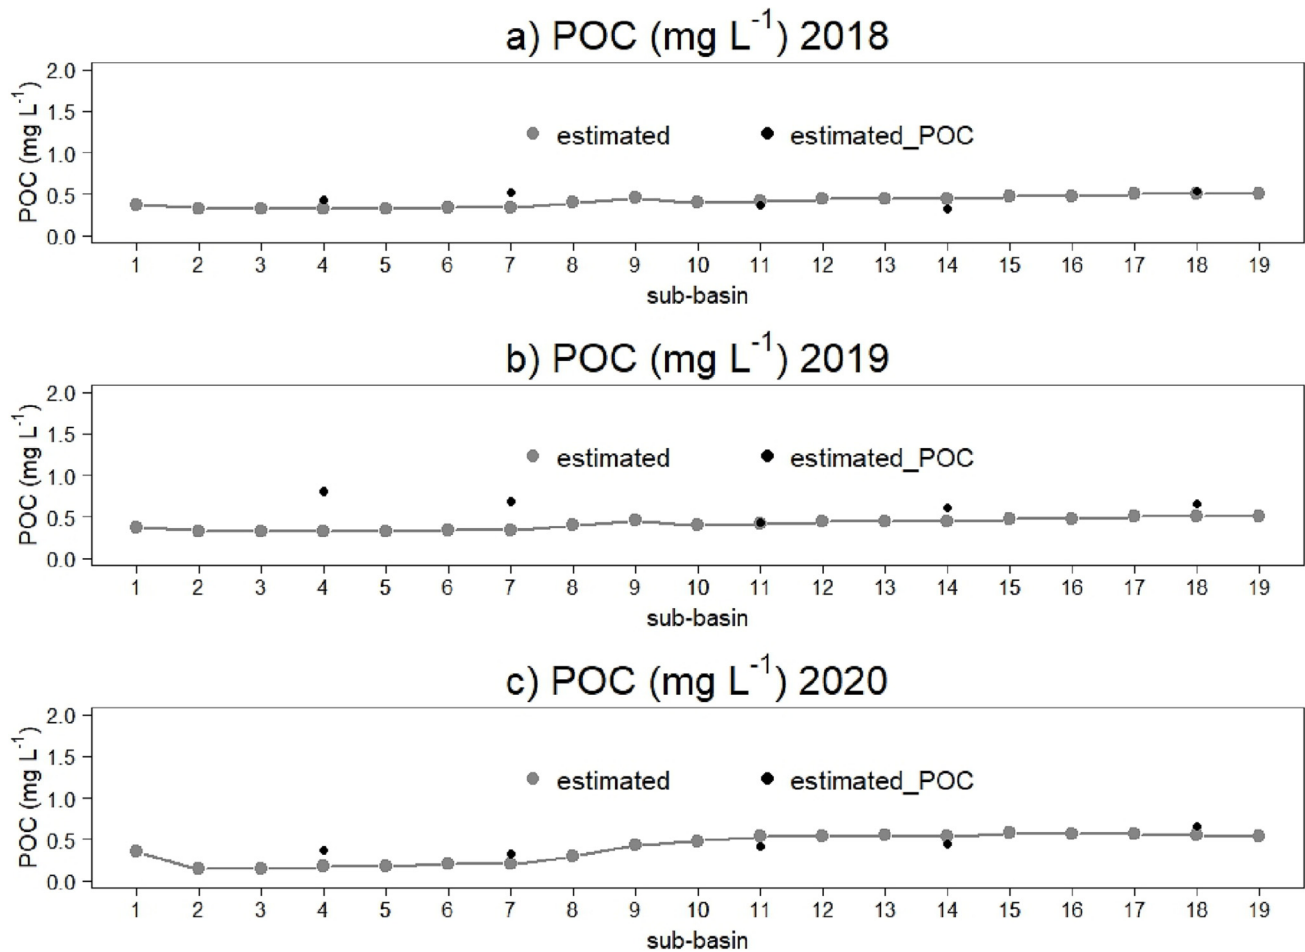 a) POC (mg L⁻¹) 2018
POC (mg L⁻¹)
2.0
1.5
1.0
0.5
0.0
estimated estimated_POC
1 2 3 4 5 6 7 8 9 10 11 12 13 14 15 16 17 18 19
sub-basin
b) POC (mg L⁻¹) 2019
POC (mg L⁻¹)
2.0
1.5
1.0
0.5
0.0
estimated estimated_POC
1 2 3 4 5 6 7 8 9 10 11 12 13 14 15 16 17 18 19
sub-basin
c) POC (mg L⁻¹) 2020
POC (mg L⁻¹)
2.0
1.5
1.0
0.5
0.0
estimated estimated_POC
1 2 3 4 5 6 7 8 9 10 11 12 13 14 15 16 17 18 19
sub-basin